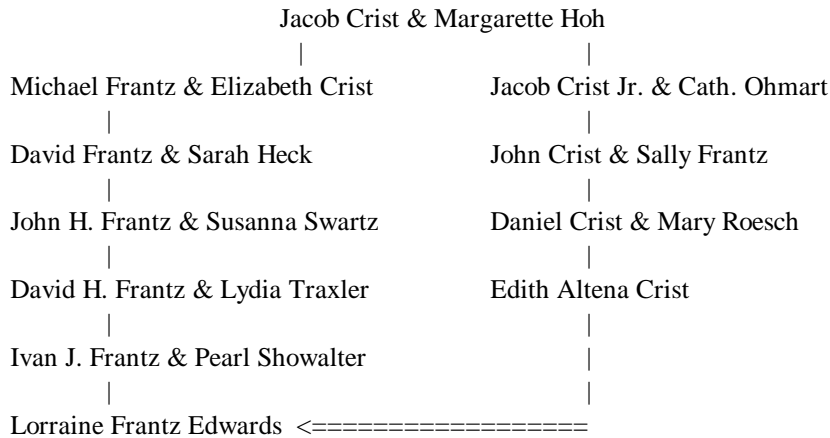 Jacob Crist & Margarette Hoh
Michael Frantz & Elizabeth Crist Jacob Crist Jr. & Cath. Ohmart
David Frantz & Sarah Heck John Crist & Sally Frantz
John H. Frantz & Susanna Swartz Daniel Crist & Mary Roesch
David H. Frantz & Lydia Traxler Edith Altena Crist
Ivan J. Frantz & Pearl Showalter
Lorraine Frantz Edwards <==================